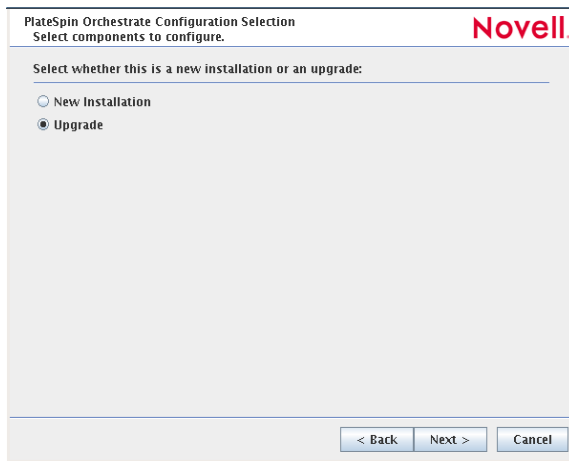 PlateSpin Orchestrate Configuration Selection
Select components to configure.
Novell.
Select whether this is a new installation or an upgrade:
New Installation
Upgrade
< Back
Next >
Cancel